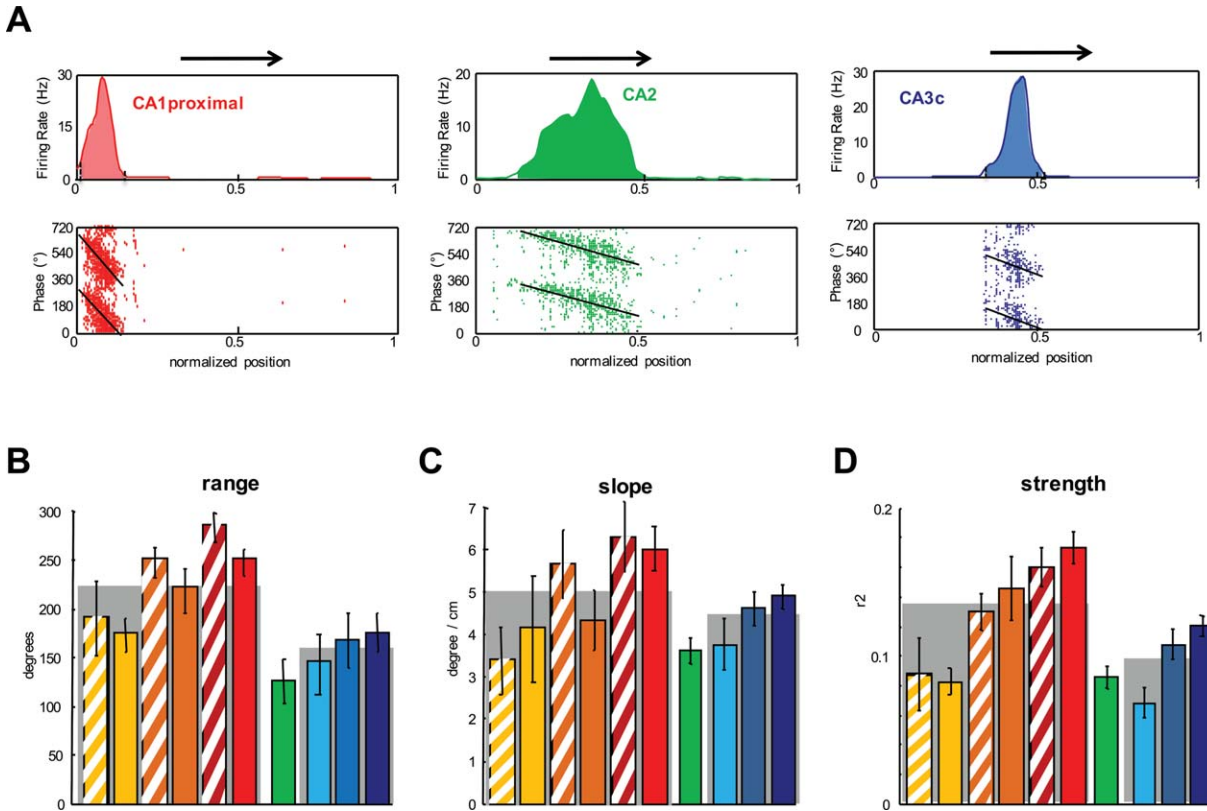 A
CA1proximal
CA2
CA3c
Firing Rate (Hz)
30
15
0
0.5
1
Firing Rate (Hz)
20
10
0
0
0.5
1
Firing Rate (Hz)
30
20
10
0
0
0.5
1
Phase (°)
720
540
360
180
0
0
0.5
1
normalized position
Phase (°)
720
540
360
180
0
0
0.5
1
normalized position
Phase (°)
720
540
360
180
0
0
0.5
1
normalized position
B
range
degrees
300
250
200
150
100
50
0
C
slope
degree / cm
7
6
5
4
3
2
1
0
D
strength
r2
0.2
0.1
0